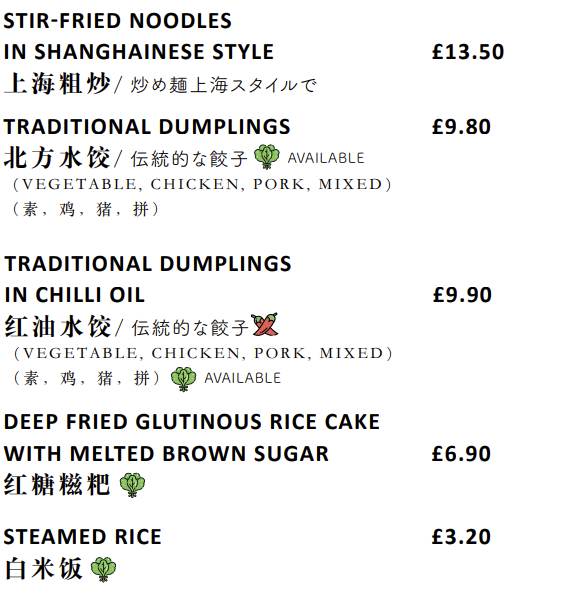 STIR-FRIED NOODLES
IN SHANGHAINESE STYLE £13.50
上海粗炒/ 炒め麺上海スタイルで
TRADITIONAL DUMPLINGS £9.80
北方水饺/ 伝統的な餃子 AVAILABLE
（VEGETABLE, CHICKEN, PORK, MIXED）
（素，鸡，猪，拼）
TRADITIONAL DUMPLINGS
IN CHILLI OIL £9.90
红油水饺/ 伝統的な餃子
（VEGETABLE, CHICKEN, PORK, MIXED）
（素，鸡，猪，拼） AVAILABLE
DEEP FRIED GLUTINOUS RICE CAKE
WITH MELTED BROWN SUGAR £6.90
红糖糍粑
STEAMED RICE £3.20
白米饭